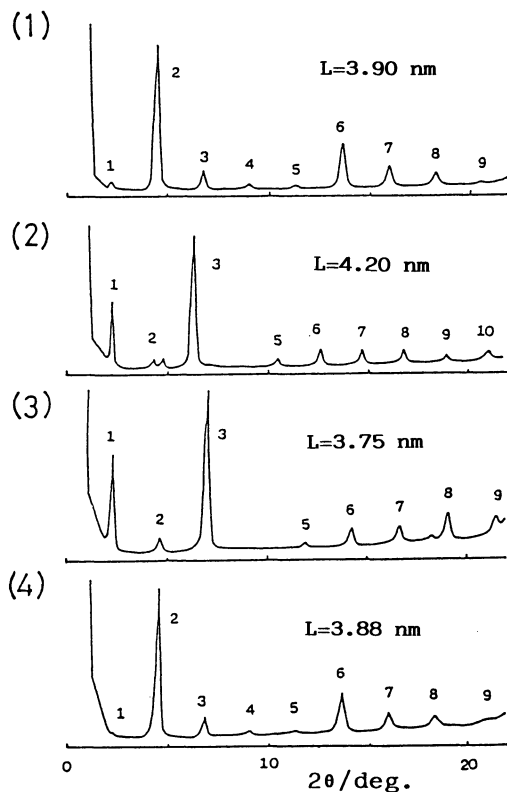 (1)
L=3.90 nm
1 2 3 4 5 6 7 8 9
(2)
L=4.20 nm
1 2 3 5 6 7 8 9 10
(3)
L=3.75 nm
1 2 3 5 6 7 8 9
(4)
L=3.88 nm
1 2 3 4 5 6 7 8 9
0 10 20
2θ/deg.